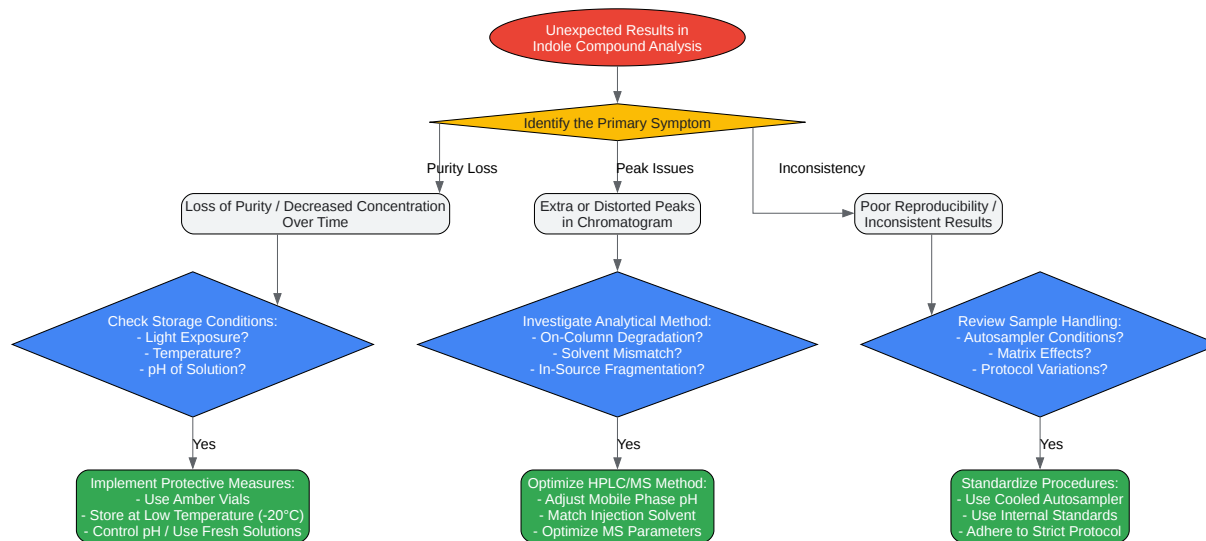 Unexpected Results in
Indole Compound Analysis
Identify the Primary Symptom
Purity Loss
Peak Issues
Inconsistency
Loss of Purity / Decreased Concentration
Over Time
Extra or Distorted Peaks
in Chromatogram
Poor Reproducibility /
Inconsistent Results
Check Storage Conditions:
- Light Exposure?
- Temperature?
- pH of Solution?
Investigate Analytical Method:
- On-Column Degradation?
- Solvent Mismatch?
- In-Source Fragmentation?
Review Sample Handling:
- Autosampler Conditions?
- Matrix Effects?
- Protocol Variations?
Yes
Yes
Yes
Implement Protective Measures:
- Use Amber Vials
- Store at Low Temperature (-20°C)
- Control pH / Use Fresh Solutions
Optimize HPLC/MS Method:
- Adjust Mobile Phase pH
- Match Injection Solvent
- Optimize MS Parameters
Standardize Procedures:
- Use Cooled Autosampler
- Use Internal Standards
- Adhere to Strict Protocol